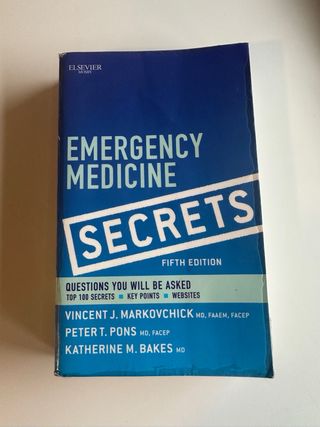 ELSEVIER
MOSBY
EMERGENCY
MEDICINE
SECRETS
FIFTH EDITION
QUESTIONS YOU WILL BE ASKED
TOP 100 SECRETS ■ KEY POINTS ■ WEBSITES
VINCENT J. MARKOVCHICK MD, FAAEM, FACEP
PETER T. PONS MD, FACEP
KATHERINE M. BAKES MD